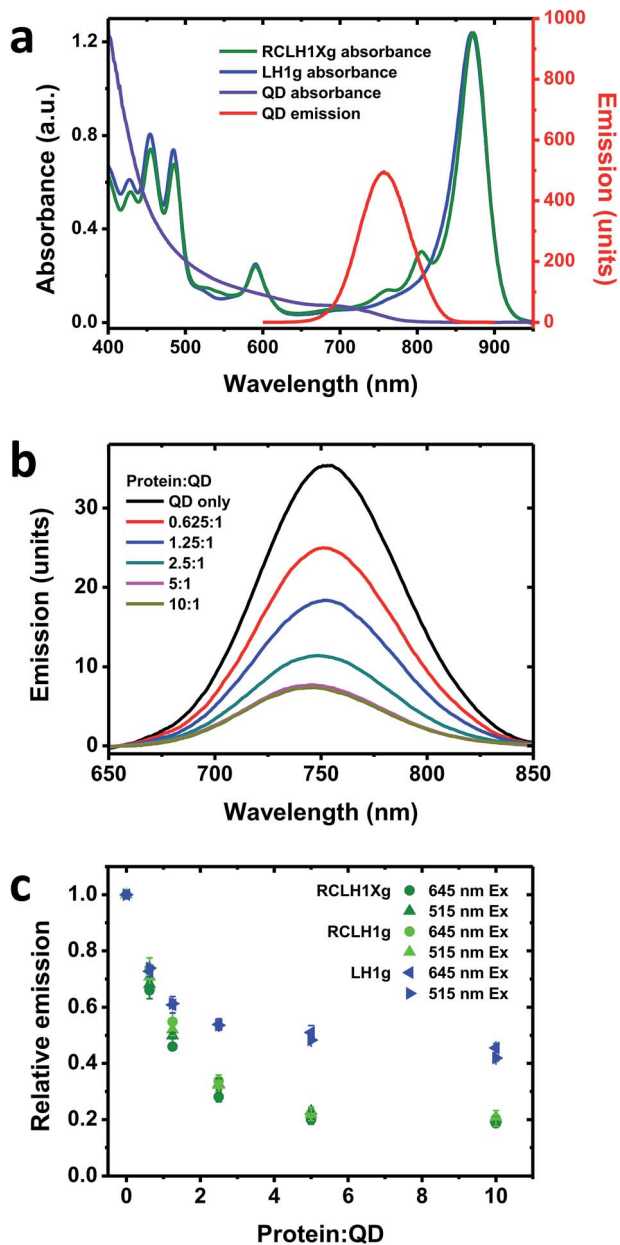 a
RCLH1Xg absorbance
LH1g absorbance
QD absorbance
QD emission
Absorbance (a.u.)
1.2
0.8
0.4
0.0
Emission (units)
1000
800
600
400
200
0
400 500 600 700 800 900
Wavelength (nm)
b
Protein:QD
QD only
0.625:1
1.25:1
2.5:1
5:1
10:1
Emission (units)
30
20
10
0
650 700 750 800 850
Wavelength (nm)
c
RCLH1Xg 645 nm Ex
515 nm Ex
RCLH1g 645 nm Ex
515 nm Ex
LH1g 645 nm Ex
515 nm Ex
Relative emission
1.0
0.8
0.6
0.4
0.2
0.0
0 2 4 6 8 10
Protein:QD